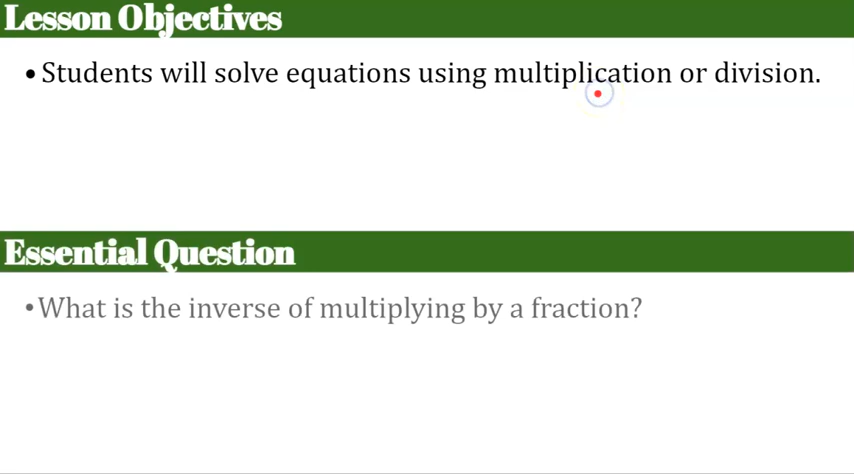 Lesson Objectives
• Students will solve equations using multiplication or division.
Essential Question
• What is the inverse of multiplying by a fraction?